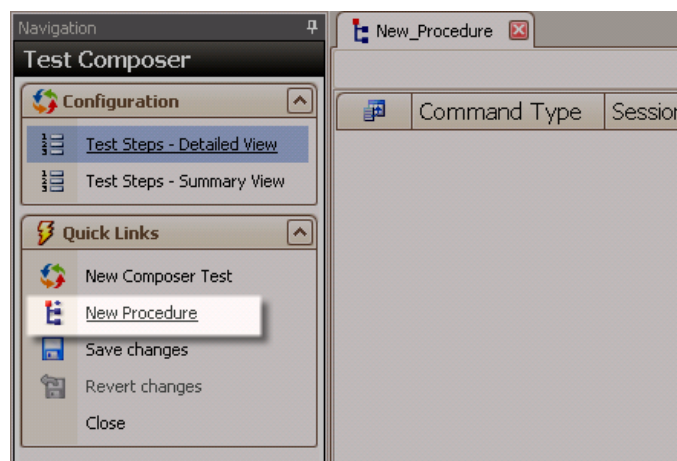 Navigation
Test Composer
Configuration
Test Steps - Detailed View
Test Steps - Summary View
Quick Links
New Composer Test
New Procedure
Save changes
Revert changes
Close
New_Procedure
Command Type
Session